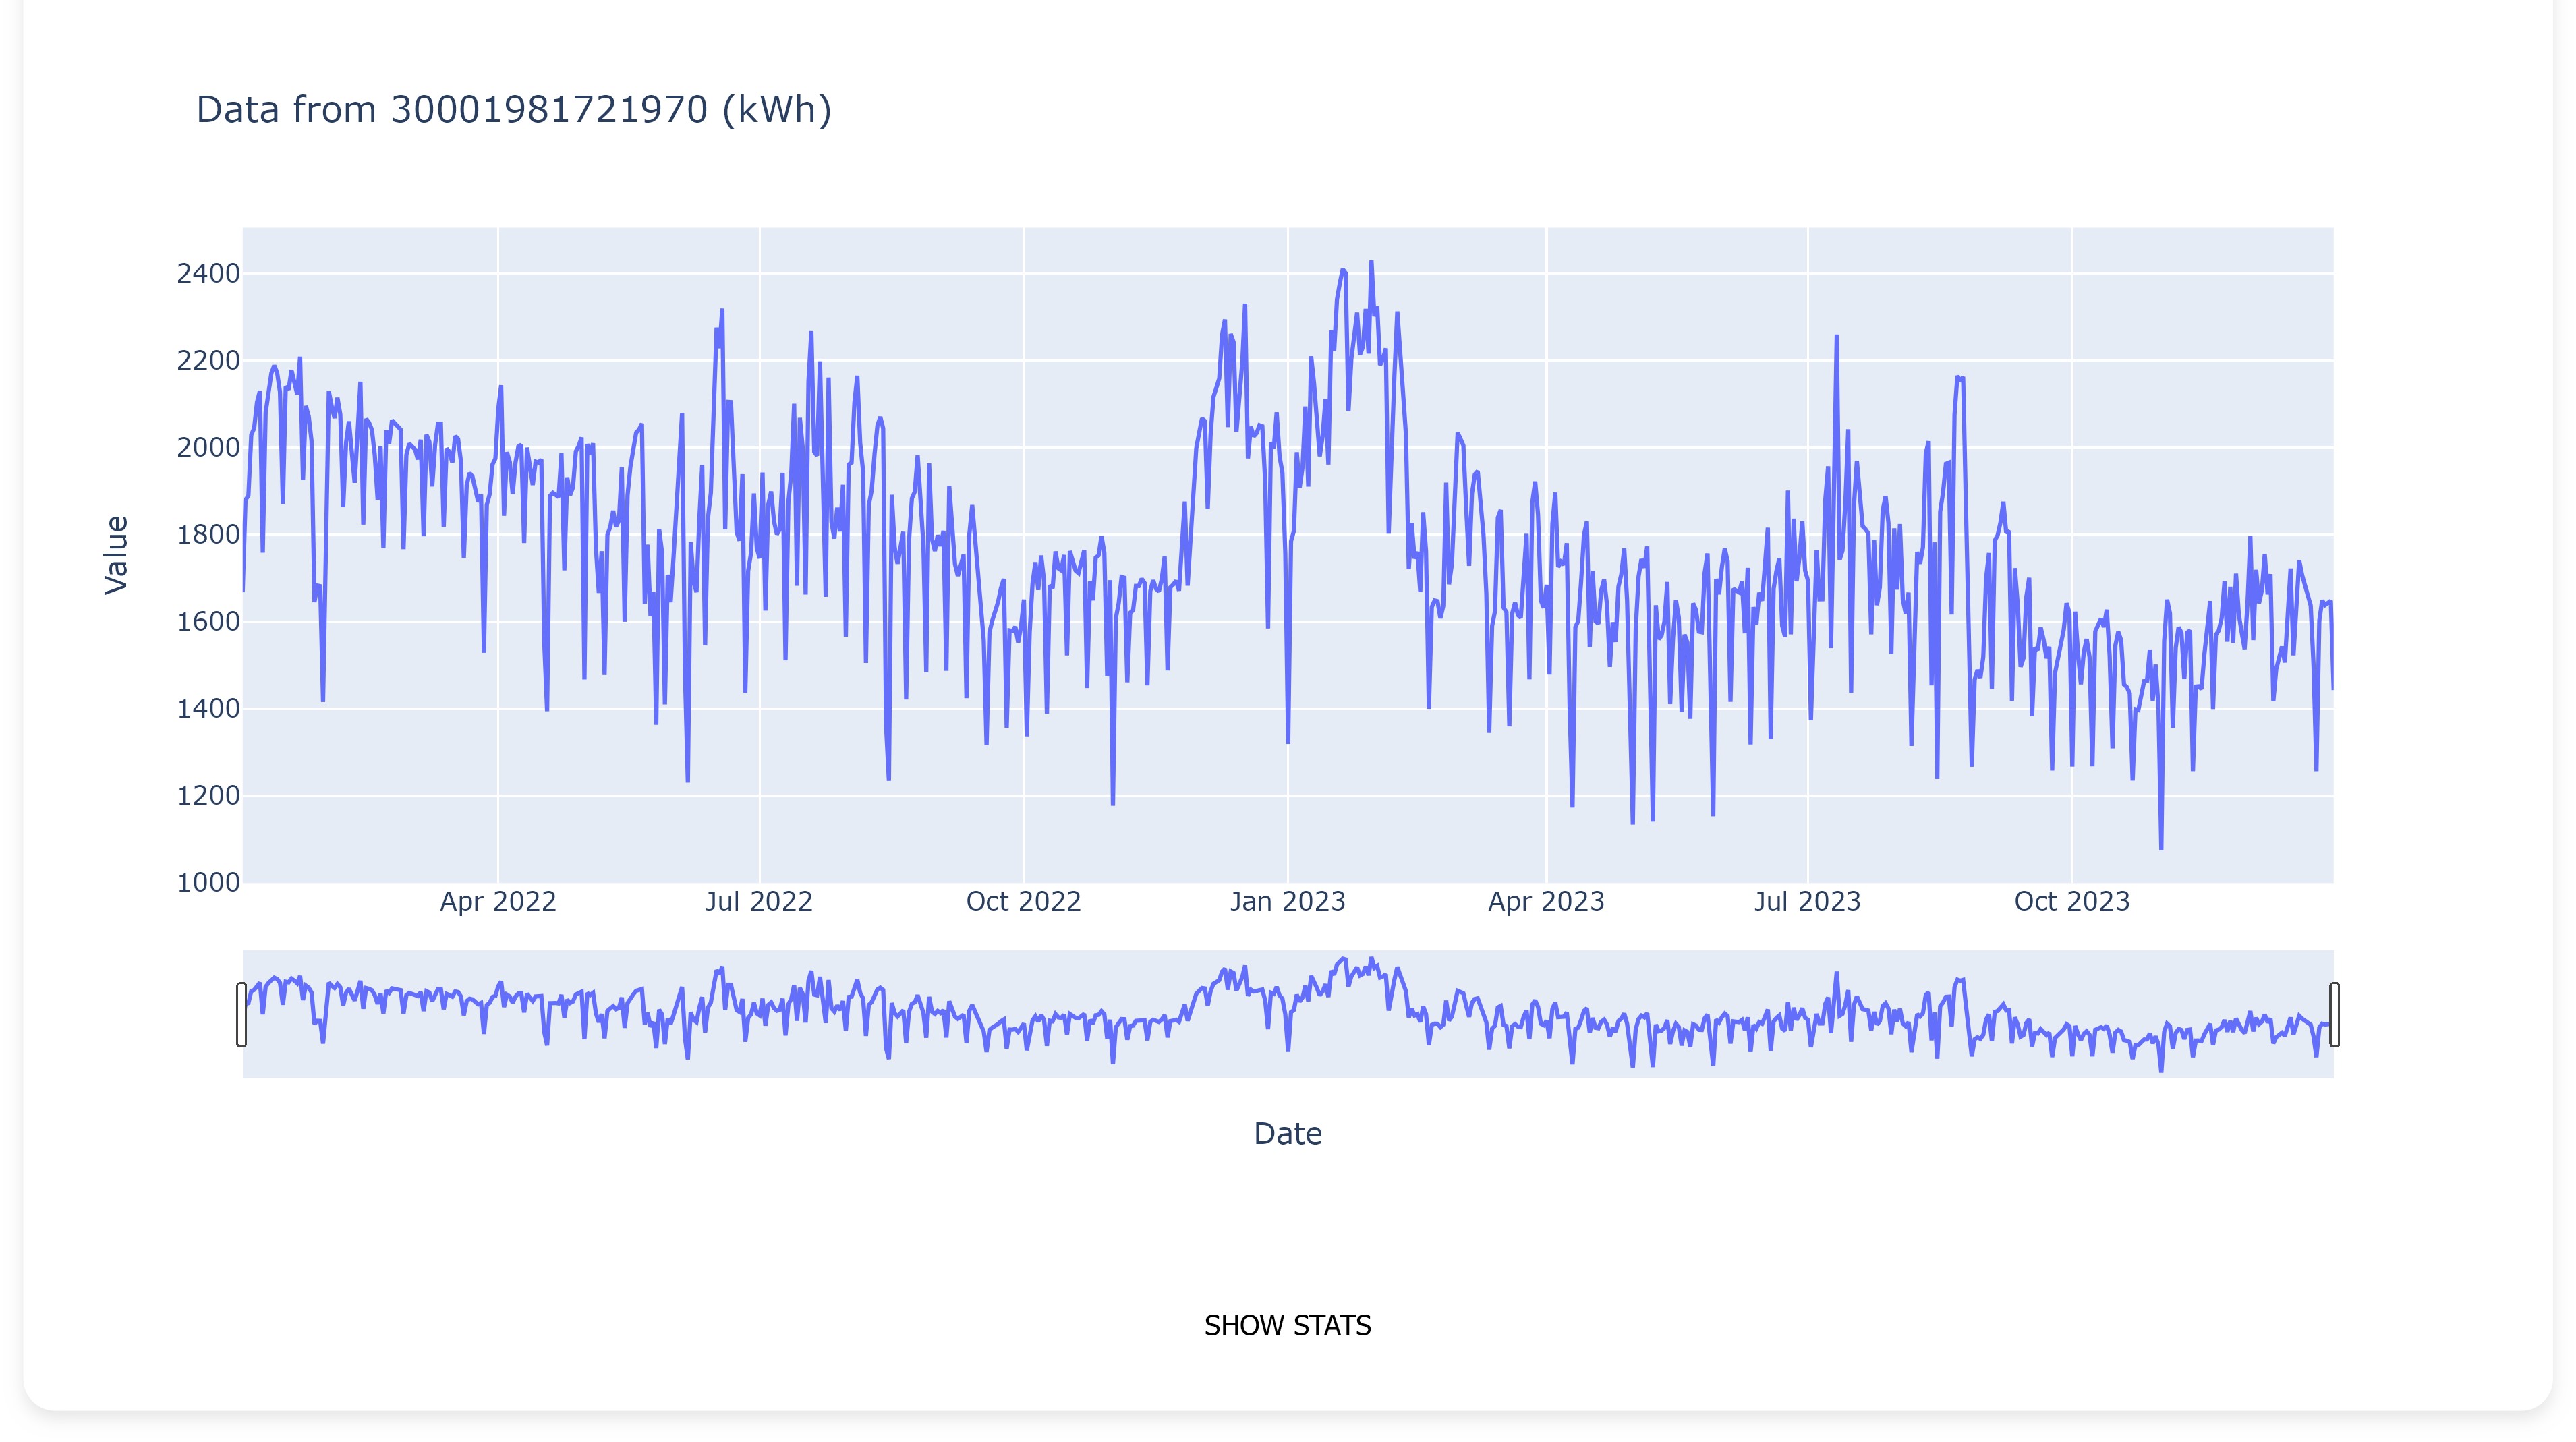 Data from 30001981721970 (kWh)
2400
2200
2000
1800
1600
1400
1200
1000
Value
Apr 2022
Jul 2022
Oct 2022
Jan 2023
Apr 2023
Jul 2023
Oct 2023
Date
SHOW STATS